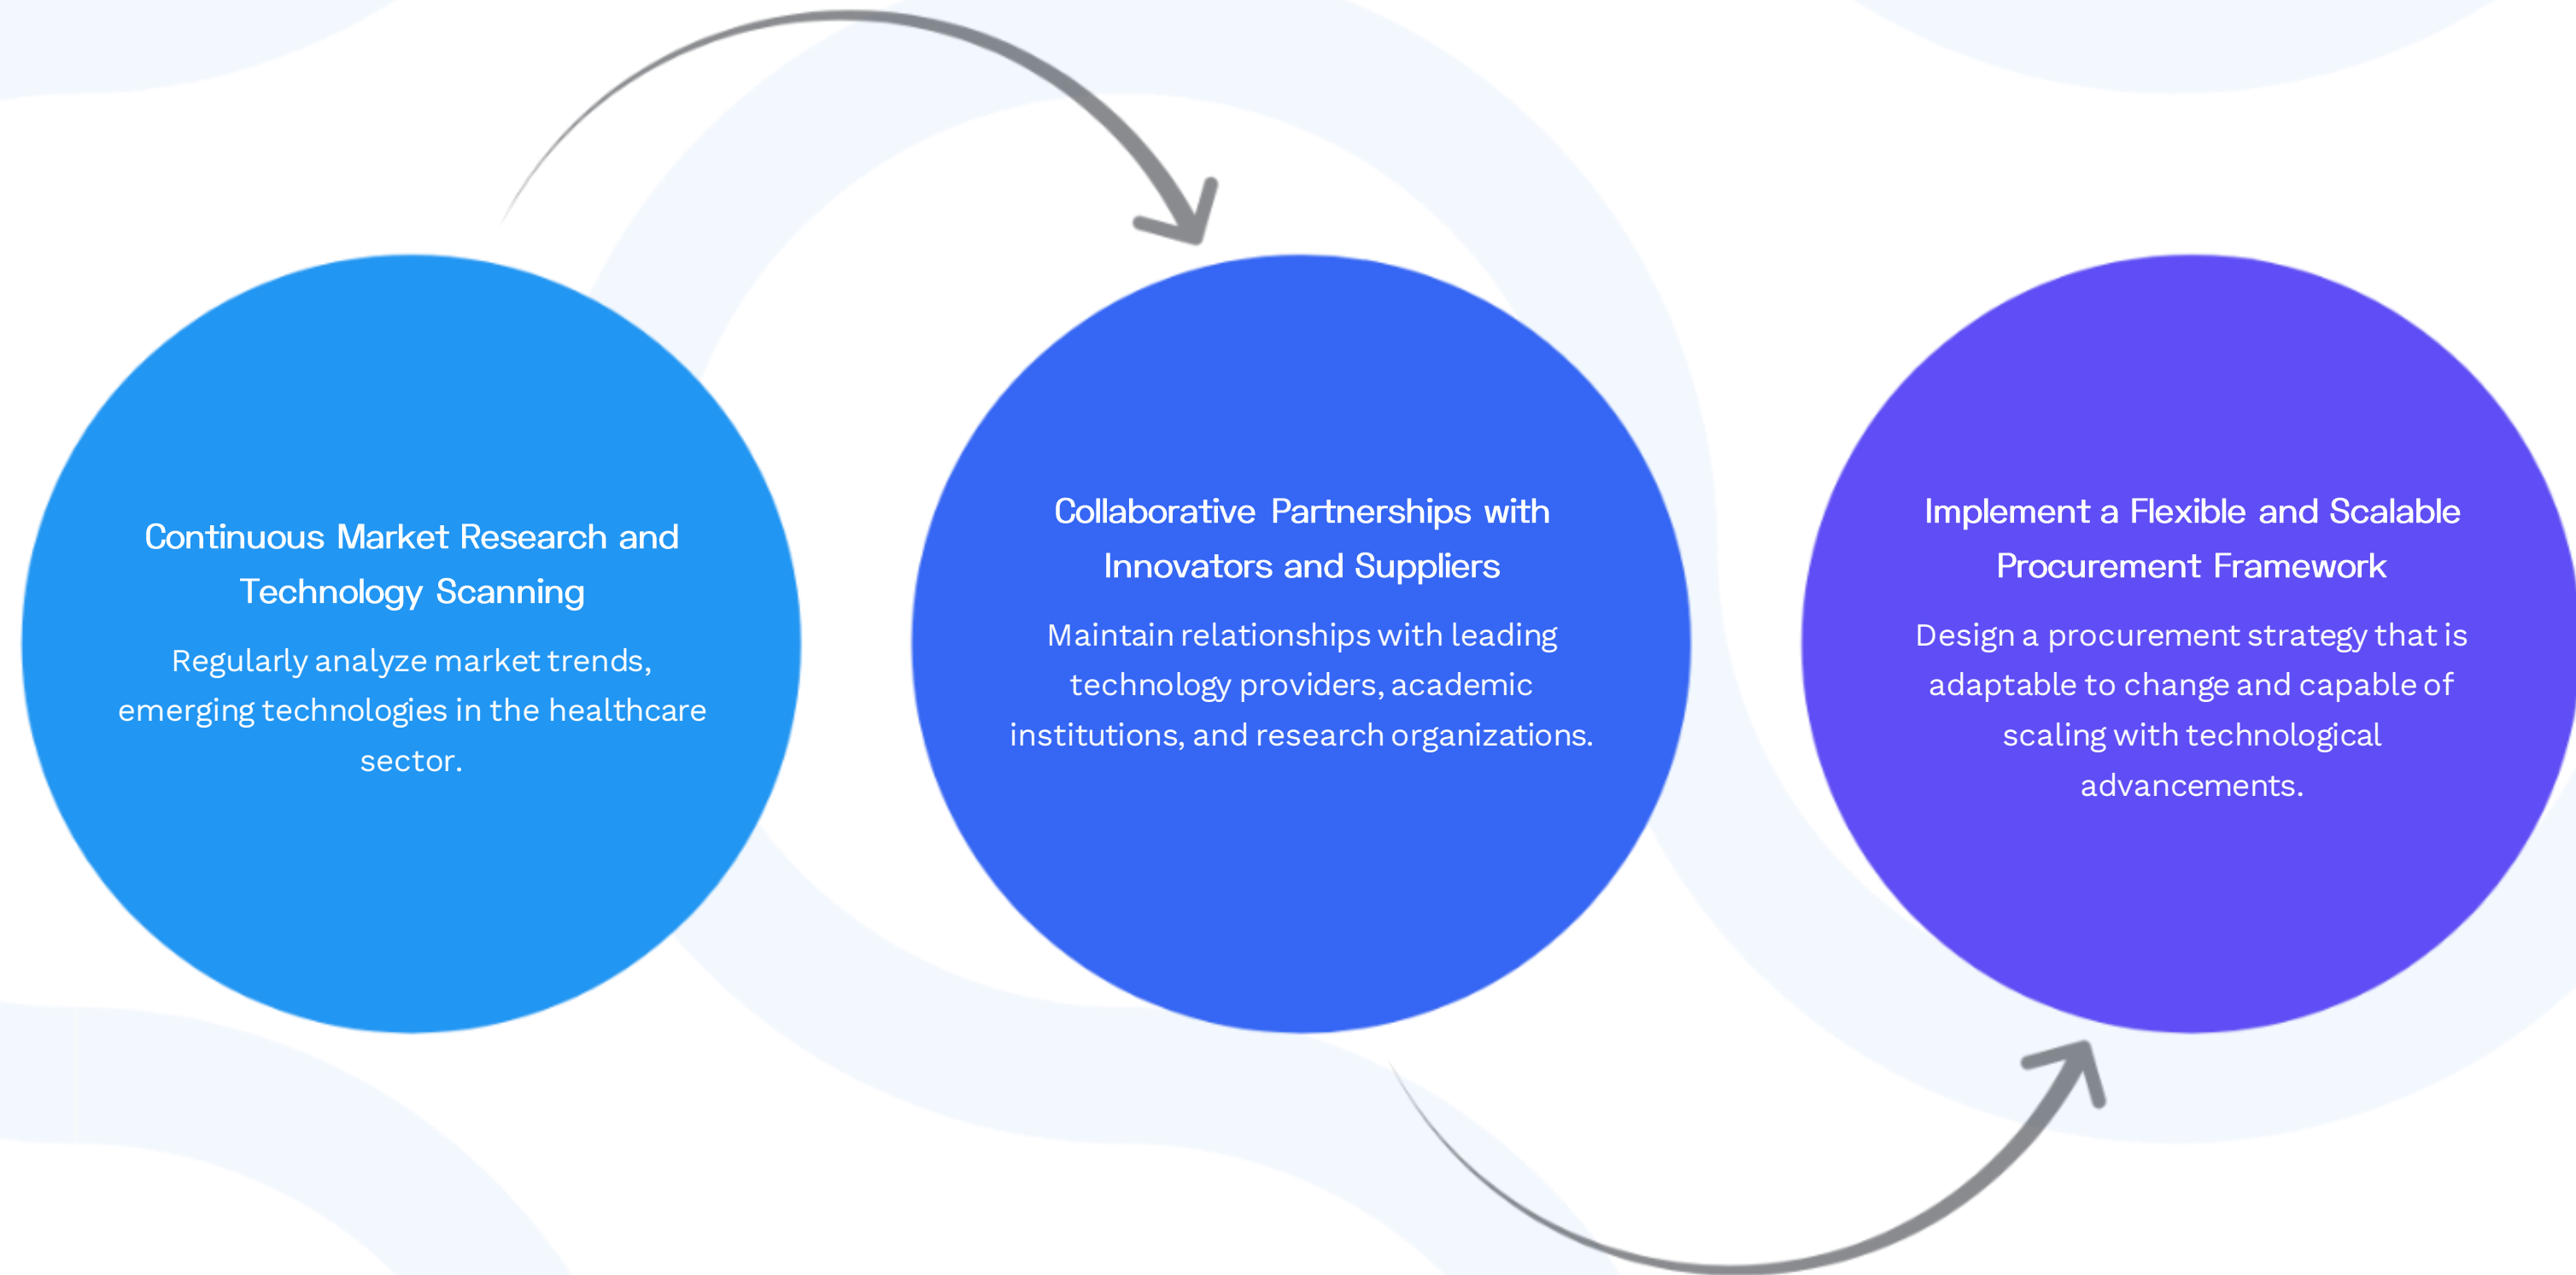 Continuous Market Research and
Technology Scanning
Regularly analyze market trends,
emerging technologies in the healthcare
sector.
Collaborative Partnerships with
Innovators and Suppliers
Maintain relationships with leading
technology providers, academic
institutions, and research organizations.
Implement a Flexible and Scalable
Procurement Framework
Design a procurement strategy that is
adaptable to change and capable of
scaling with technological
advancements.